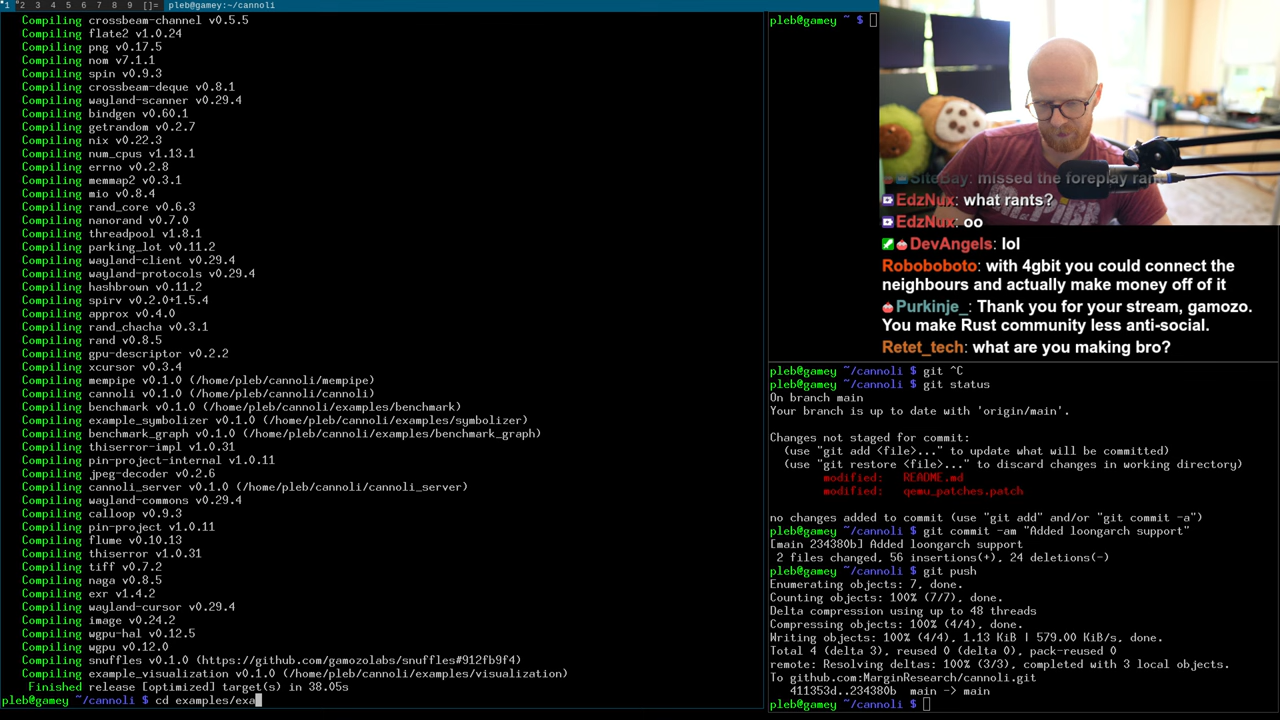 1 2 3 4 5 6 7 8 9 []= pleb@gamey:~/cannoli
Compiling crossbeam-channel v0.5.5
Compiling flate2 v1.0.24
Compiling png v0.17.5
Compiling nom v7.1.1
Compiling spin v0.9.3
Compiling crossbeam-deque v0.8.1
Compiling wayland-scanner v0.29.4
Compiling bindgen v0.60.1
Compiling getrandom v0.2.7
Compiling nix v0.22.3
Compiling num_cpus v1.13.1
Compiling errno v0.2.8
Compiling memmap2 v0.3.1
Compiling mio v0.8.4
Compiling rand_core v0.6.3
Compiling nanorand v0.7.0
Compiling threadpool v1.8.1
Compiling parking_lot v0.11.2
Compiling wayland-client v0.29.4
Compiling wayland-protocols v0.29.4
Compiling hashbrown v0.11.2
Compiling spirv v0.2.0+1.5.4
Compiling approx v0.4.0
Compiling rand_chacha v0.3.1
Compiling rand v0.8.5
Compiling gpu-descriptor v0.2.2
Compiling xcursor v0.3.4
Compiling mempipe v0.1.0 (/home/pleb/cannoli/mempipe)
Compiling cannoli v0.1.0 (/home/pleb/cannoli/cannoli)
Compiling benchmark v0.1.0 (/home/pleb/cannoli/examples/benchmark)
Compiling example_symbolizer v0.1.0 (/home/pleb/cannoli/examples/symbolizer)
Compiling benchmark_graph v0.1.0 (/home/pleb/cannoli/examples/benchmark_graph)
Compiling thiserror-impl v1.0.31
Compiling pin-project-internal v1.0.11
Compiling jpeg-decoder v0.2.6
Compiling cannoli_server v0.1.0 (/home/pleb/cannoli/cannoli_server)
Compiling wayland-commons v0.29.4
Compiling calloop v0.9.3
Compiling pin-project v1.0.11
Compiling flume v0.10.13
Compiling thiserror v1.0.31
Compiling tiff v0.7.2
Compiling naga v0.8.5
Compiling exr v1.4.2
Compiling wayland-cursor v0.29.4
Compiling image v0.24.2
Compiling wgpu-hal v0.12.5
Compiling wgpu v0.12.0
Compiling snuffles v0.1.0 (https://github.com/gamozolabs/snuffles#912fb9f4)
Compiling example_visualization v0.1.0 (/home/pleb/cannoli/examples/visualization)
Finished release [optimized] target(s) in 38.05s
pleb@gamey ~/cannoli $ cd examples/exa
pleb@gamey ~ $
SiteBay: missed the foreplay rant
EdzNux: what rants?
EdzNux: oo
DevAngels: lol
Roboboboto: with 4gbit you could connect the
neighbours and actually make money off of it
Purkinje_: Thank you for your stream, gamozo.
You make Rust community less anti-social.
Retet_tech: what are you making bro?
pleb@gamey ~/cannoli $ git ^C
pleb@gamey ~/cannoli $ git status
On branch main
Your branch is up to date with 'origin/main'.
Changes not staged for commit:
(use "git add <file>..." to update what will be committed)
(use "git restore <file>..." to discard changes in working directory)
modified: README.md
modified: qemu_patches.patch
no changes added to commit (use "git add" and/or "git commit -a")
pleb@gamey ~/cannoli $ git commit -am "Added loongarch support"
[main 234380b] Added loongarch support
2 files changed, 56 insertions(+), 24 deletions(-)
pleb@gamey ~/cannoli $ git push
Enumerating objects: 7, done.
Counting objects: 100% (7/7), done.
Delta compression using up to 48 threads
Compressing objects: 100% (4/4), done.
Writing objects: 100% (4/4), 1.13 KiB | 579.00 KiB/s, done.
Total 4 (delta 3), reused 0 (delta 0), pack-reused 0
remote: Resolving deltas: 100% (3/3), completed with 3 local objects.
To github.com:MarginResearch/cannoli.git
411353d..234380b main -> main
pleb@gamey ~/cannoli $